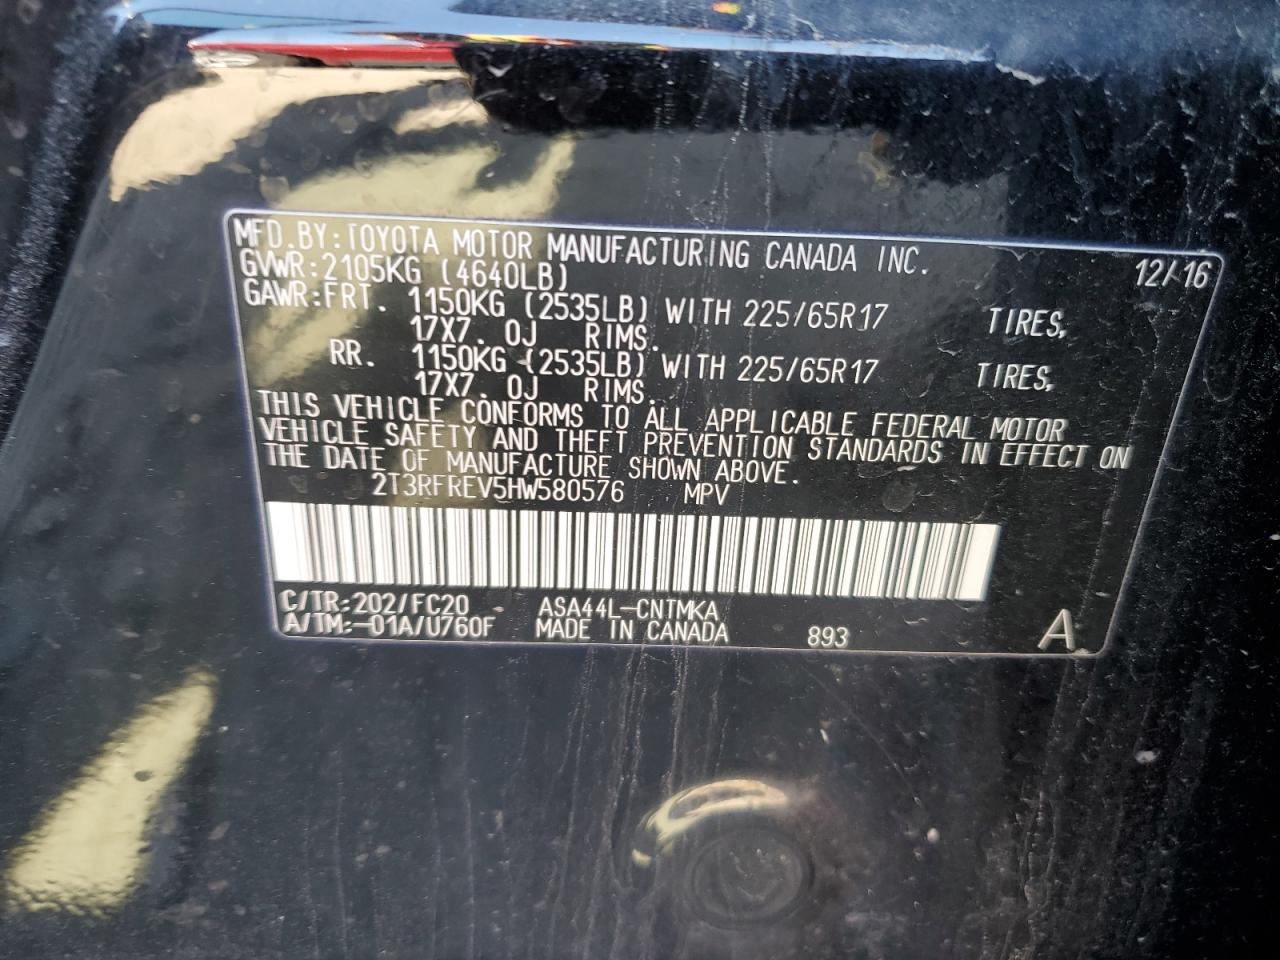 MFD.BY:TOYOTA MOTOR MANUFACTURING CANADA INC. 12/16
GVWR:2105KG (4640LB)
GAWR:FRT. 1150KG (2535LB) WITH 225/65R17 TIRES,
17X7. 0J RIMS.
RR. 1150KG (2535LB) WITH 225/65R17 TIRES,
17X7. 0J RIMS.
THIS VEHICLE CONFORMS TO ALL APPLICABLE FEDERAL MOTOR
VEHICLE SAFETY AND THEFT PREVENTION STANDARDS IN EFFECT ON
THE DATE OF MANUFACTURE SHOWN ABOVE.
2T3RFREV5HW580576 MPV
C/TR:202/FC20 ASA44L-CNTMKA
A/TM:-01A/U760F MADE IN CANADA 893 A